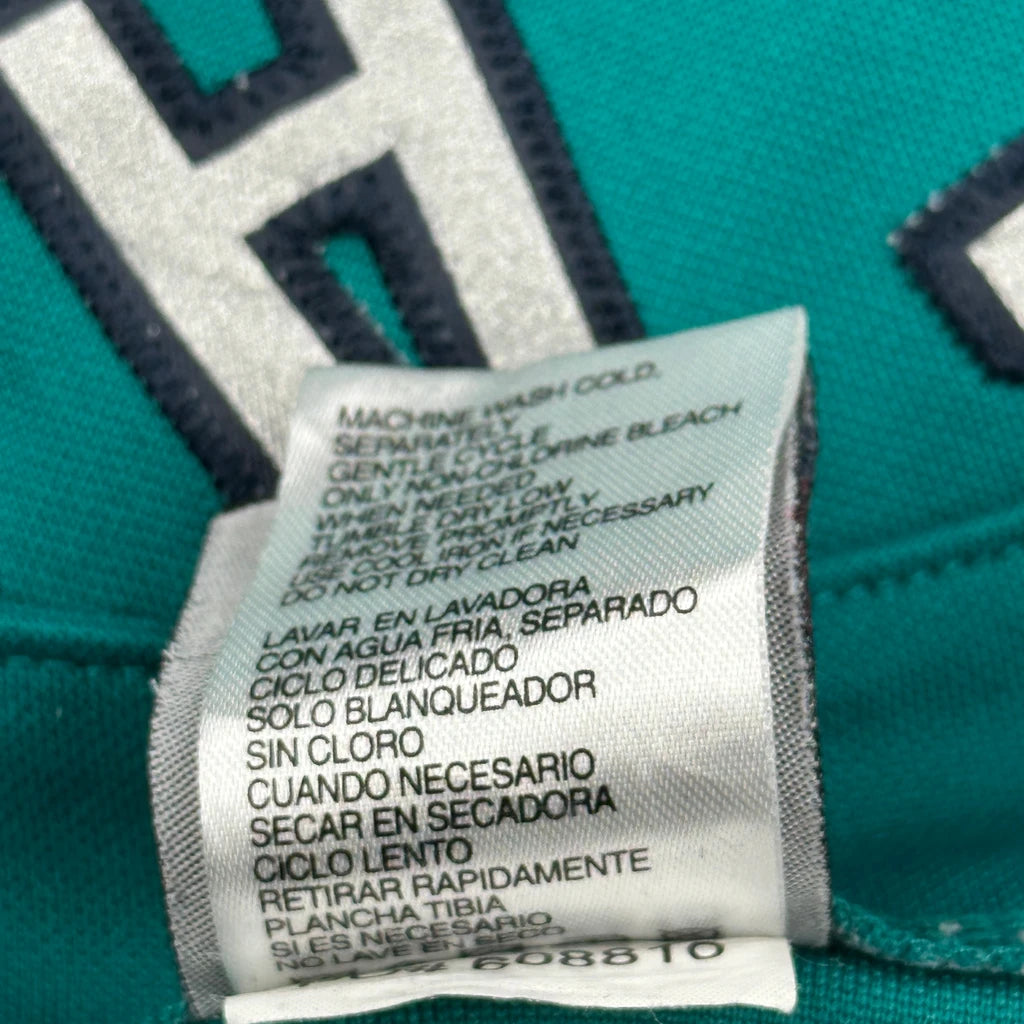 H
MACHINE WASH COLD.
SEPARATELY
GENTLE CYCLE
ONLY NON-CHLORINE BLEACH
WHEN NEEDED
TUMBLE DRY LOW
REMOVE PROMPTLY
USE COOL IRON IF NECESSARY
DO NOT DRY CLEAN
LAVAR EN LAVADORA
CON AGUA FRIA, SEPARADO
CICLO DELICADO
SOLO BLANQUEADOR
SIN CLORO
CUANDO NECESARIO
SECAR EN SECADORA
CICLO LENTO
RETIRAR RAPIDAMENTE
PLANCHA TIBIA
SI ES NECESARIO
NO LAVE EN SECO
608810